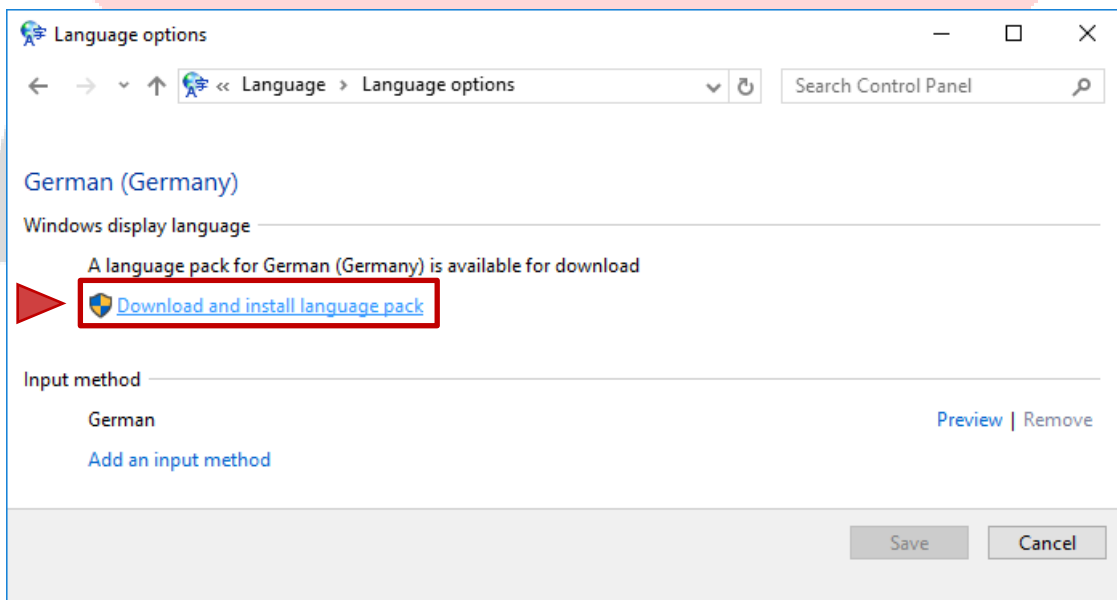 Language options
« Language › Language options
Search Control Panel
German (Germany)
Windows display language
A language pack for German (Germany) is available for download
Download and install language pack
Input method
German
Preview | Remove
Add an input method
Save
Cancel